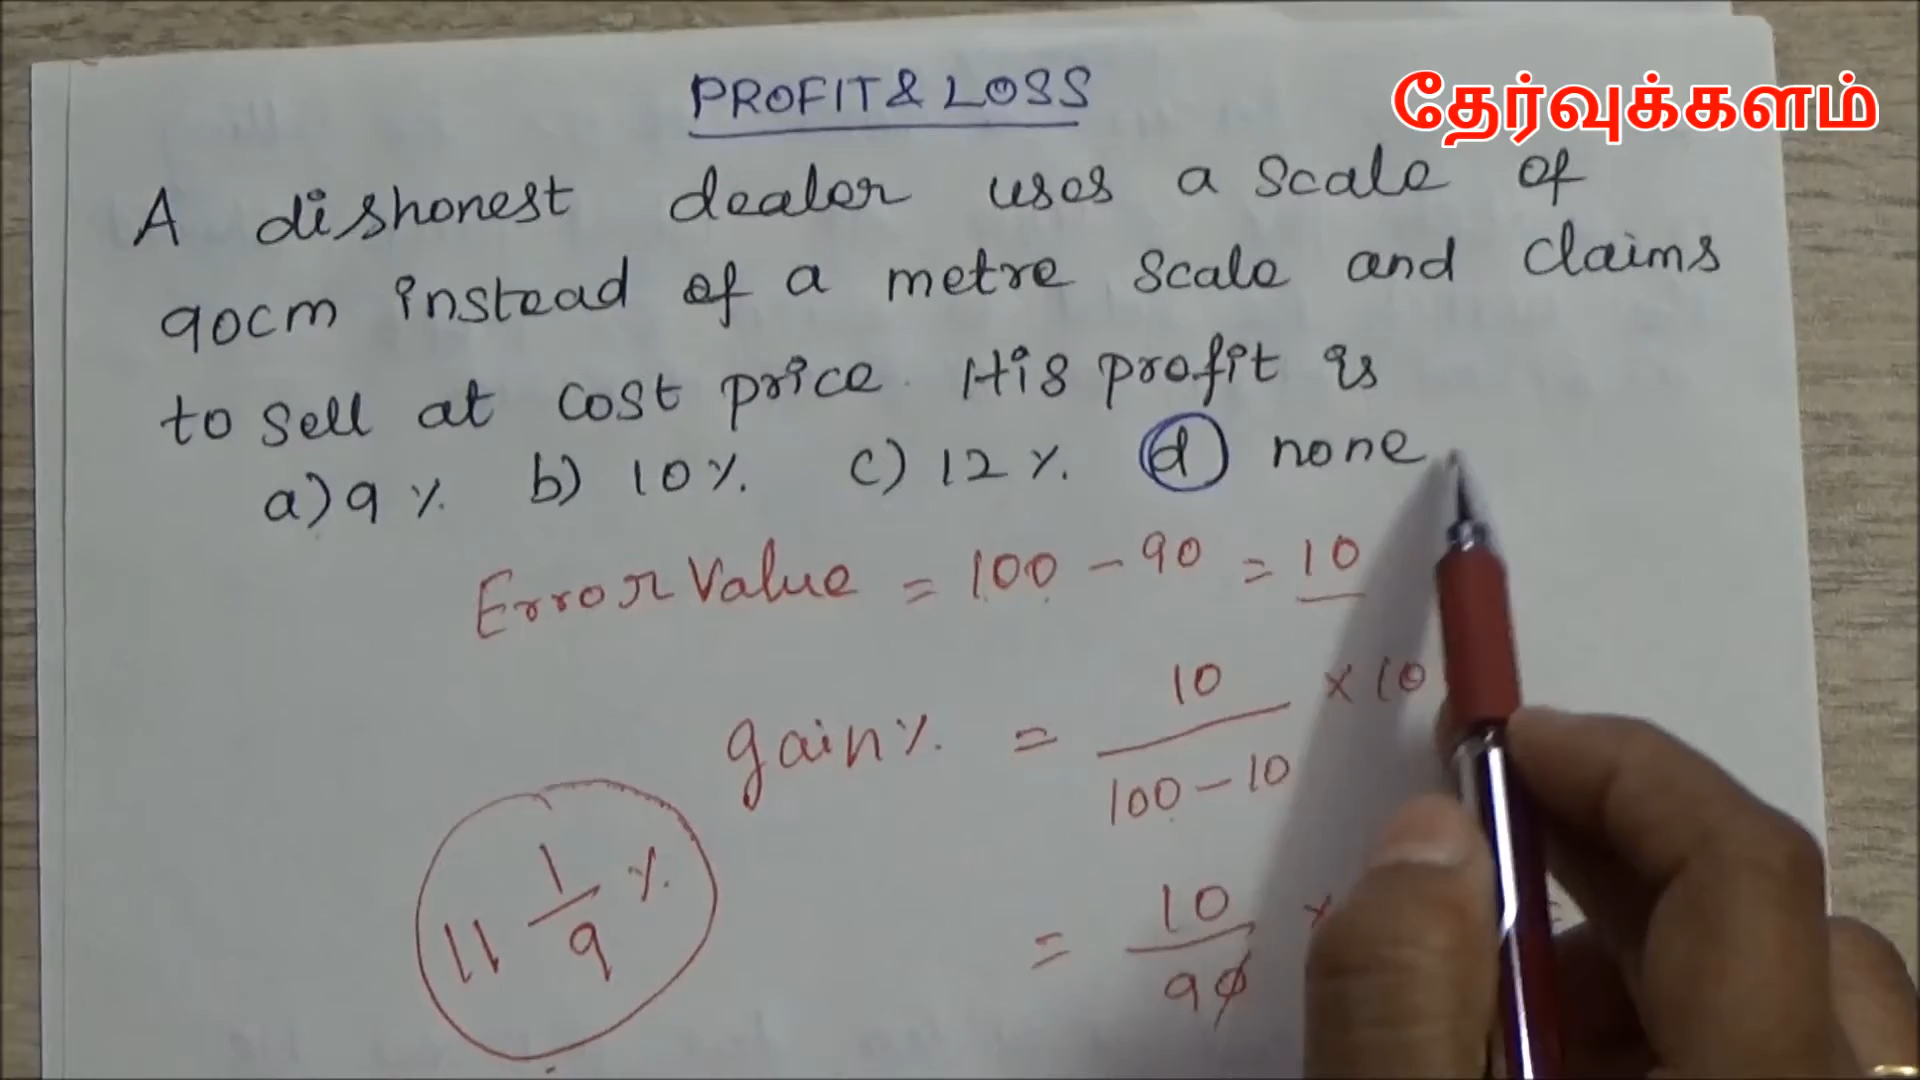 PROFIT & LOSS
தேர்வுக்களம்
A dishonest dealer uses a scale of
90cm instead of a metre scale and claims
to sell at cost price. His profit is
a) 9 % b) 10 % c) 12 % d) none
Error Value = 100 - 90 = 10
gain % = 10 / 100 - 10 × 10
11 1/9 %
= 10 / 90 ×